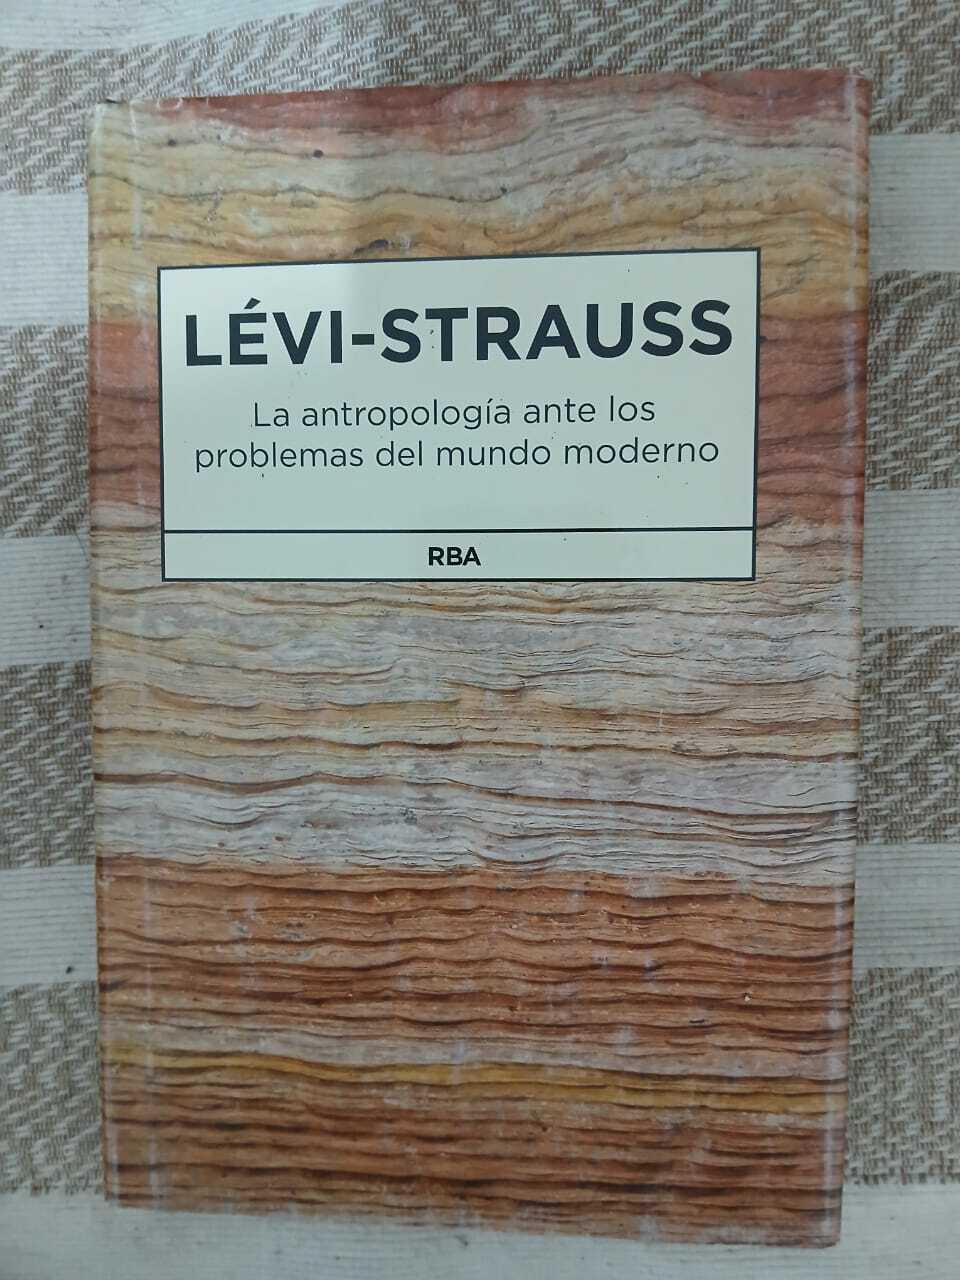 LÉVI-STRAUSS
La antropología ante los
problemas del mundo moderno
RBA